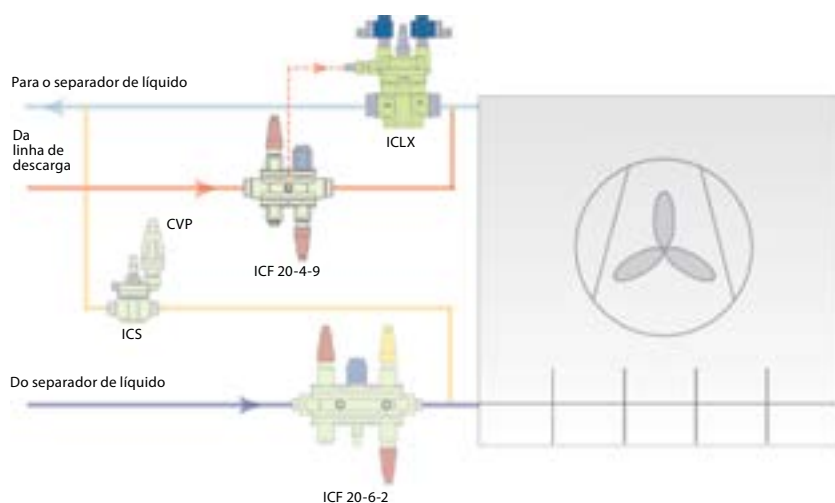 Para o separador de líquido
ICLX
Da
linha de
descarga
CVP
ICF 20-4-9
ICS
Do separador de líquido
ICF 20-6-2